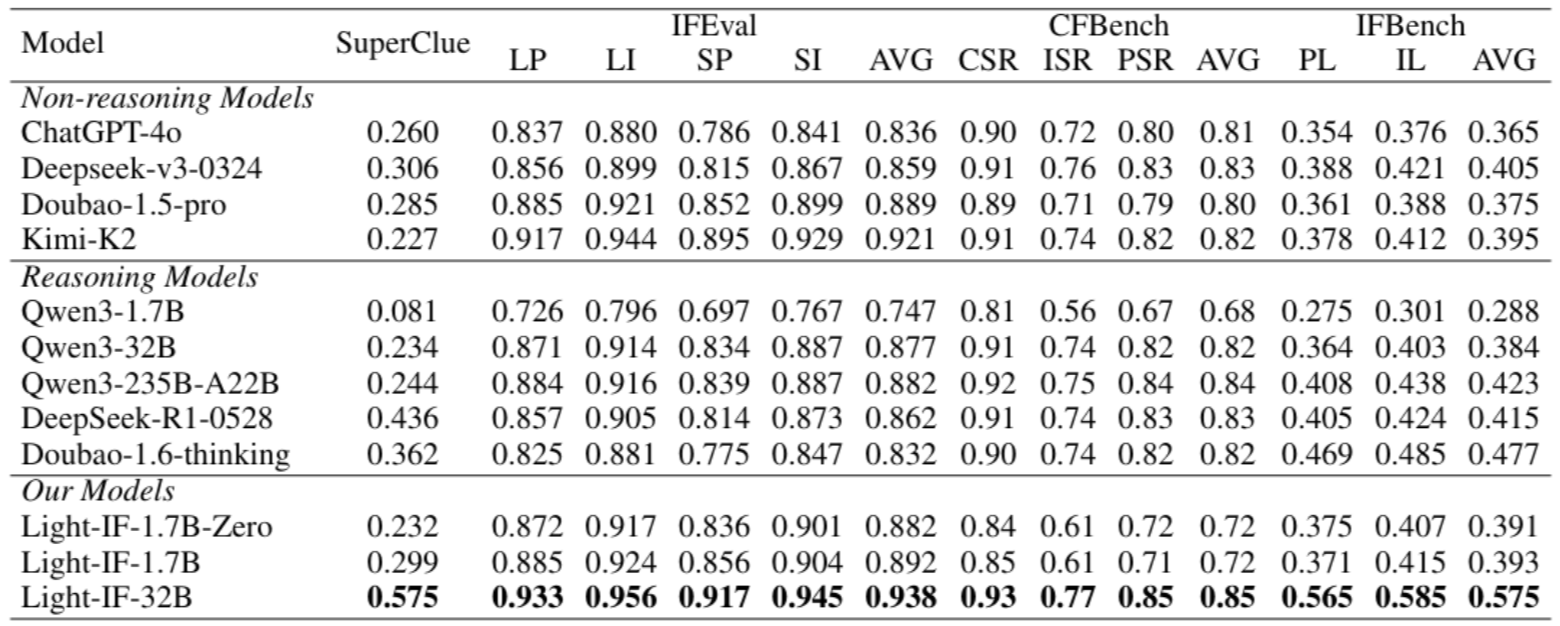 Model SuperClue IFEval CFBench IFBench
LP LI SP SI AVG CSR ISR PSR AVG PL IL AVG
Non-reasoning Models
ChatGPT-4o 0.260 0.837 0.880 0.786 0.841 0.836 0.90 0.72 0.80 0.81 0.354 0.376 0.365
Deepseek-v3-0324 0.306 0.856 0.899 0.815 0.867 0.859 0.91 0.76 0.83 0.83 0.388 0.421 0.405
Doubao-1.5-pro 0.285 0.885 0.921 0.852 0.899 0.889 0.89 0.71 0.79 0.80 0.361 0.388 0.375
Kimi-K2 0.227 0.917 0.944 0.895 0.929 0.921 0.91 0.74 0.82 0.82 0.378 0.412 0.395
Reasoning Models
Qwen3-1.7B 0.081 0.726 0.796 0.697 0.767 0.747 0.81 0.56 0.67 0.68 0.275 0.301 0.288
Qwen3-32B 0.234 0.871 0.914 0.834 0.887 0.877 0.91 0.74 0.82 0.82 0.364 0.403 0.384
Qwen3-235B-A22B 0.244 0.884 0.916 0.839 0.887 0.882 0.92 0.75 0.84 0.84 0.408 0.438 0.423
DeepSeek-R1-0528 0.436 0.857 0.905 0.814 0.873 0.862 0.91 0.74 0.83 0.83 0.405 0.424 0.415
Doubao-1.6-thinking 0.362 0.825 0.881 0.775 0.847 0.832 0.90 0.74 0.82 0.82 0.469 0.485 0.477
Our Models
Light-IF-1.7B-Zero 0.232 0.872 0.917 0.836 0.901 0.882 0.84 0.61 0.72 0.72 0.375 0.407 0.391
Light-IF-1.7B 0.299 0.885 0.924 0.856 0.904 0.892 0.85 0.61 0.71 0.72 0.371 0.415 0.393
Light-IF-32B 0.575 0.933 0.956 0.917 0.945 0.938 0.93 0.77 0.85 0.85 0.565 0.585 0.575